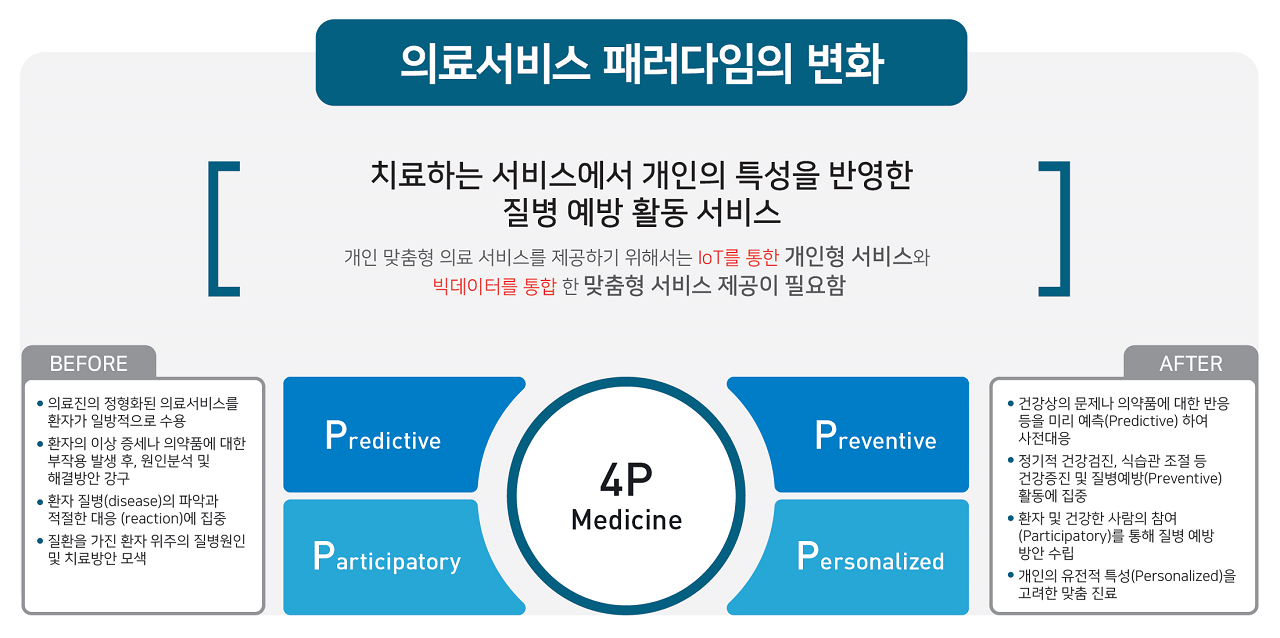 의료서비스 패러다임의 변화
치료하는 서비스에서 개인의 특성을 반영한
질병 예방 활동 서비스
개인 맞춤형 의료 서비스를 제공하기 위해서는 IoT를 통한 개인형 서비스와
빅데이터를 통합 한 맞춤형 서비스 제공이 필요함
BEFORE
• 의료진의 정형화된 의료서비스를
환자가 일방적으로 수용
• 환자의 이상 증세나 의약품에 대한
부작용 발생 후, 원인분석 및
해결방안 강구
• 환자 질병(disease)의 파악과
적절한 대응 (reaction)에 집중
• 질환을 가진 환자 위주의 질병원인
및 치료방안 모색
Predictive
Participatory
4P
Medicine
Preventive
Personalized
AFTER
• 건강상의 문제나 의약품에 대한 반응
등을 미리 예측(Predictive) 하여
사전대응
• 정기적 건강검진, 식습관 조절 등
건강증진 및 질병예방(Preventive)
활동에 집중
• 환자 및 건강한 사람의 참여
(Participatory)를 통해 질병 예방
방안 수립
• 개인의 유전적 특성(Personalized)을
고려한 맞춤 진료